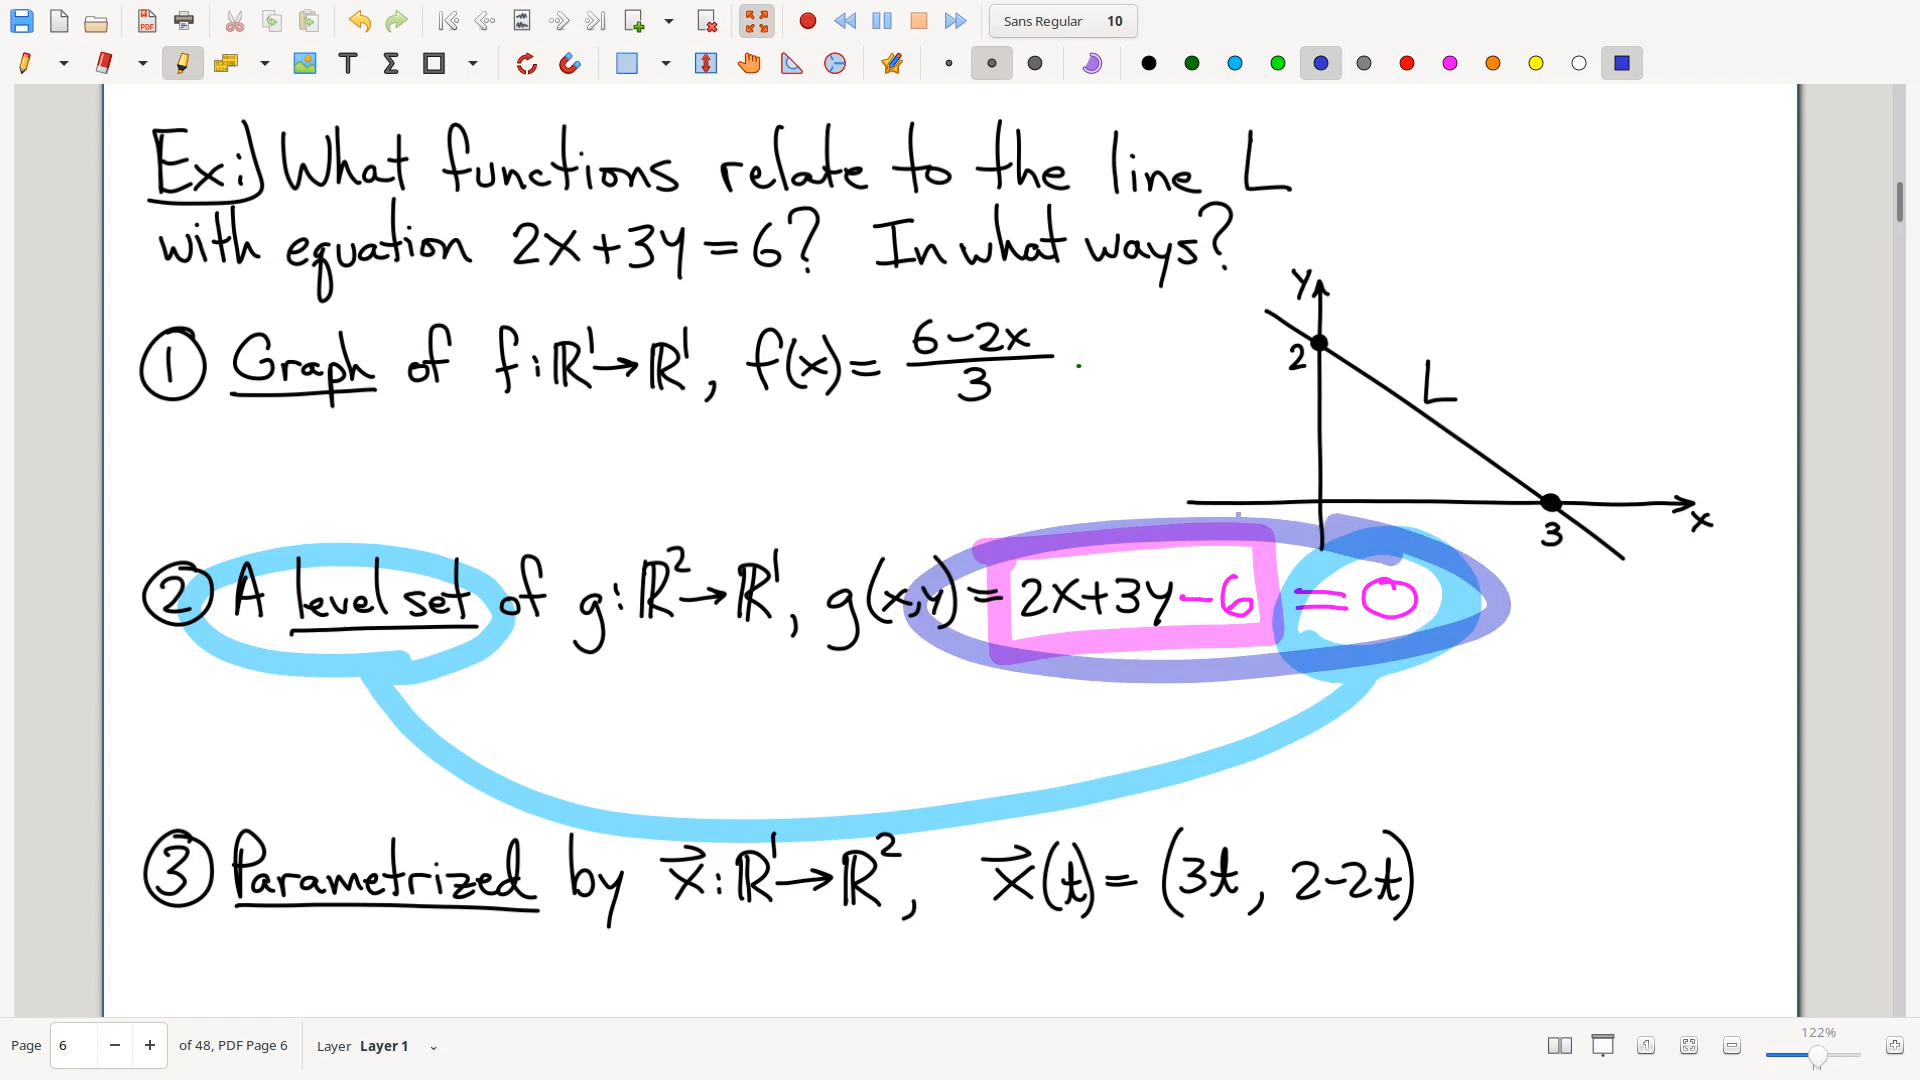 Sans Regular 10
Ex:) What functions relate to the line L
with equation 2x+3y=6? In what ways?
① Graph of f:ℝ¹→ℝ¹, f(x)= (6-2x)/3
y
2
L
3
x
② A level set of g:ℝ²→ℝ¹, g(x,y)= 2x+3y-6 = 0
③ Parametrized by x⃗:ℝ¹→ℝ², x⃗(t)= (3t, 2-2t)
Page 6 of 48, PDF Page 6 Layer Layer 1 122%